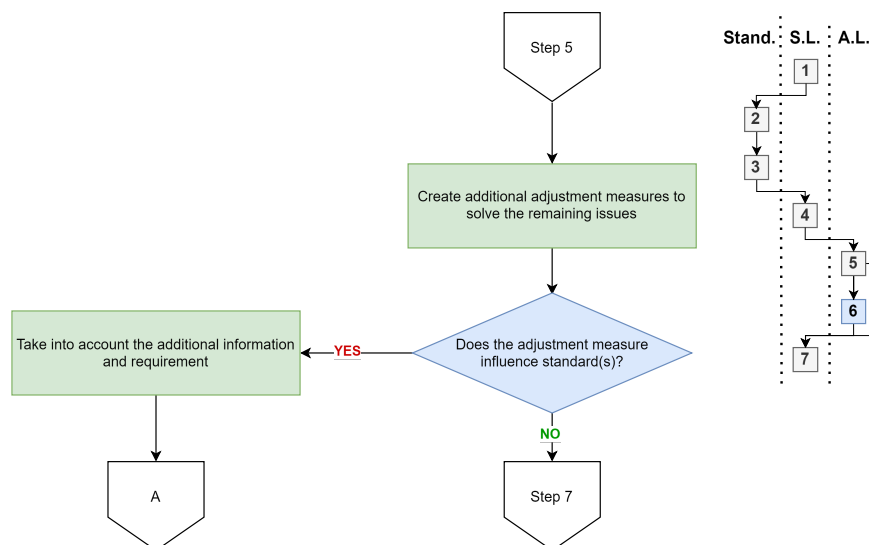 Step 5
Create additional adjustment measures to
solve the remaining issues
Does the adjustment measure
influence standard(s)?
YES
Take into account the additional information
and requirement
NO
A
Step 7
Stand. S.L. A.L.
1
2
3
4
5
6
7